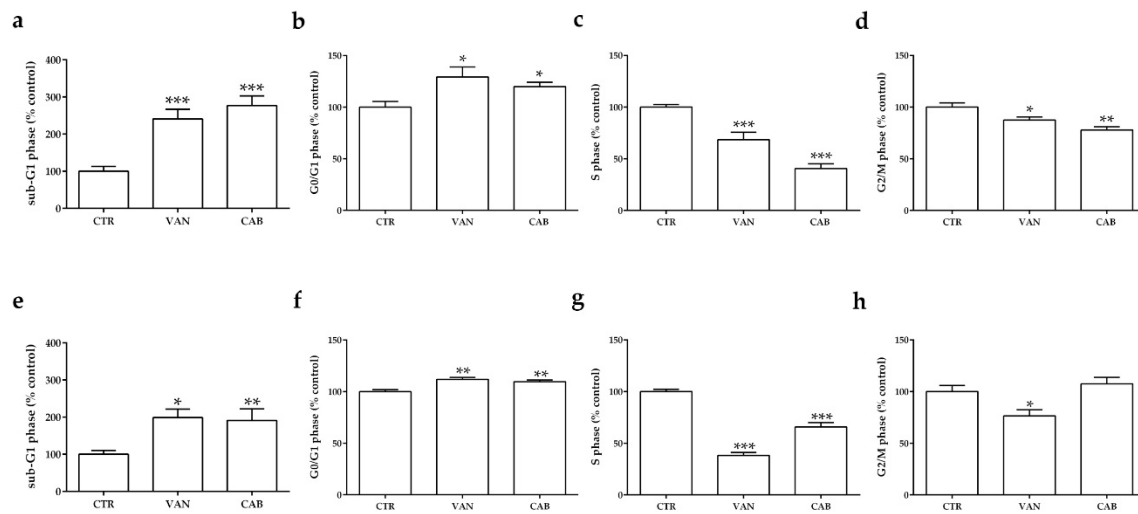 a
b
c
d
sub-G1 phase (% control)
400
300
200
100
0
***
***
CTR
VAN
CAB
G0/G1 phase (% control)
150
100
50
0
*
*
CTR
VAN
CAB
S phase (% control)
150
100
50
0
***
***
CTR
VAN
CAB
G2/M phase (% control)
150
100
50
0
*
**
CTR
VAN
CAB
e
f
g
h
sub-G1 phase (% control)
400
300
200
100
0
*
**
CTR
VAN
CAB
G0/G1 phase (% control)
150
100
50
0
**
**
CTR
VAN
CAB
S phase (% control)
150
100
50
0
***
***
CTR
VAN
CAB
G2/M phase (% control)
150
100
50
0
*
CTR
VAN
CAB